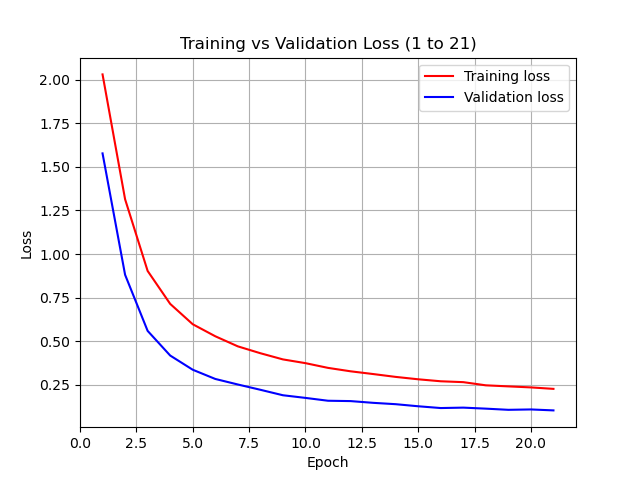 Training vs Validation Loss (1 to 21)
Training loss
Validation loss
2.00
1.75
1.50
1.25
1.00
0.75
0.50
0.25
Loss
0.0 2.5 5.0 7.5 10.0 12.5 15.0 17.5 20.0
Epoch